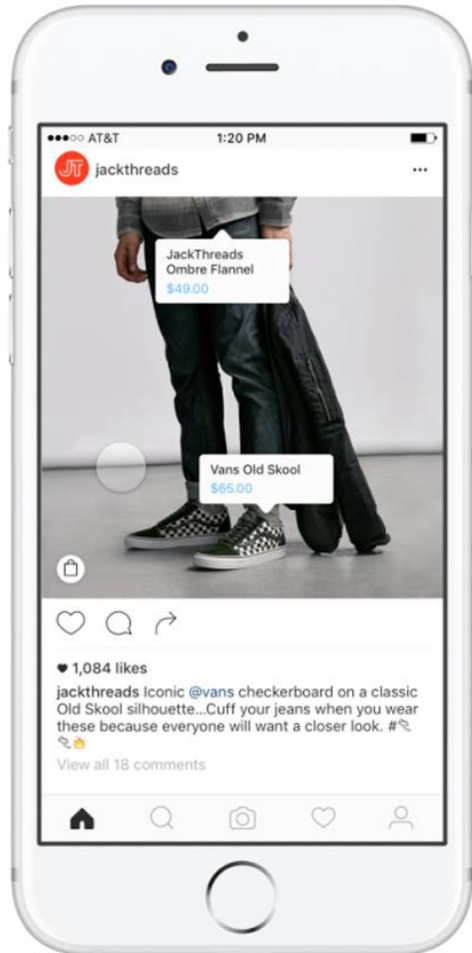 ●●●○○ AT&T 1:20 PM
JT jackthreads
JackThreads
Ombre Flannel
$49.00
Vans Old Skool
$65.00
1,084 likes
jackthreads Iconic @vans checkerboard on a classic
Old Skool silhouette...Cuff your jeans when you wear
these because everyone will want a closer look. #👟
👟👌
View all 18 comments